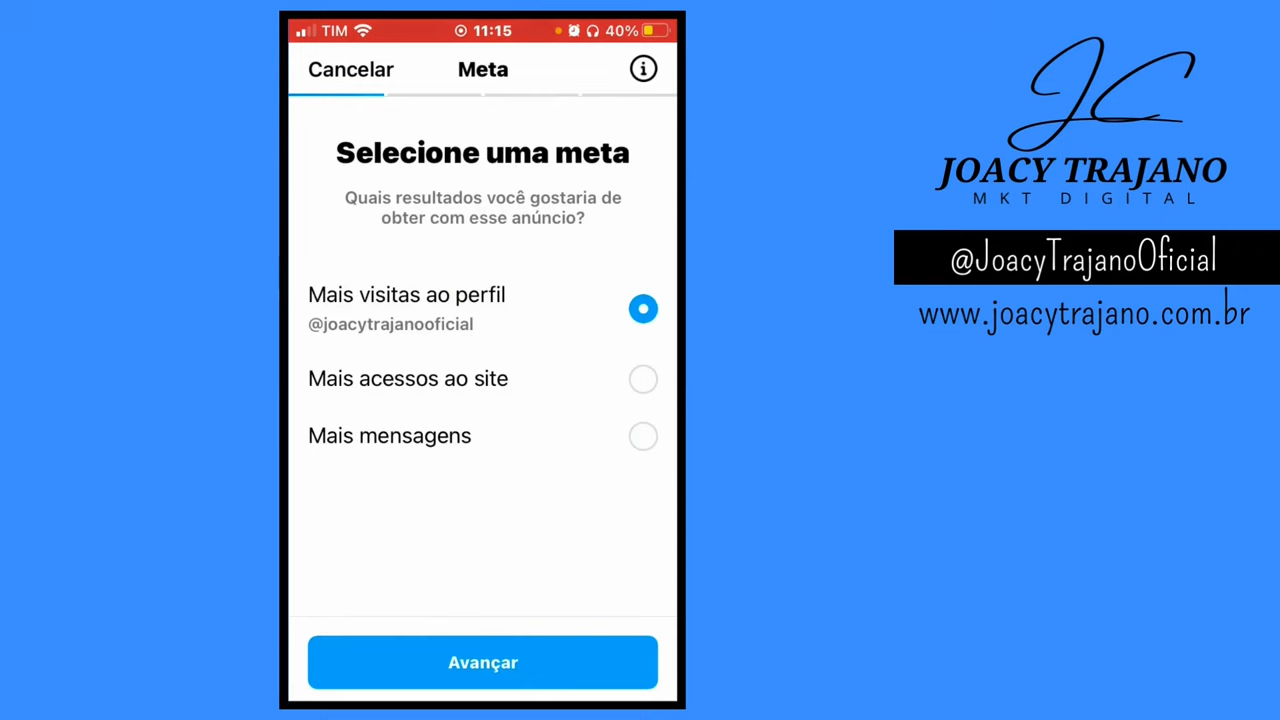 TIM 11:15 40%
Cancelar Meta
Selecione uma meta
Quais resultados você gostaria de
obter com esse anúncio?
Mais visitas ao perfil
@joacytrajanooficial
Mais acessos ao site
Mais mensagens
Avançar
JC
JOACY TRAJANO
MKT DIGITAL
@JoacyTrajanoOficial
www.joacytrajano.com.br